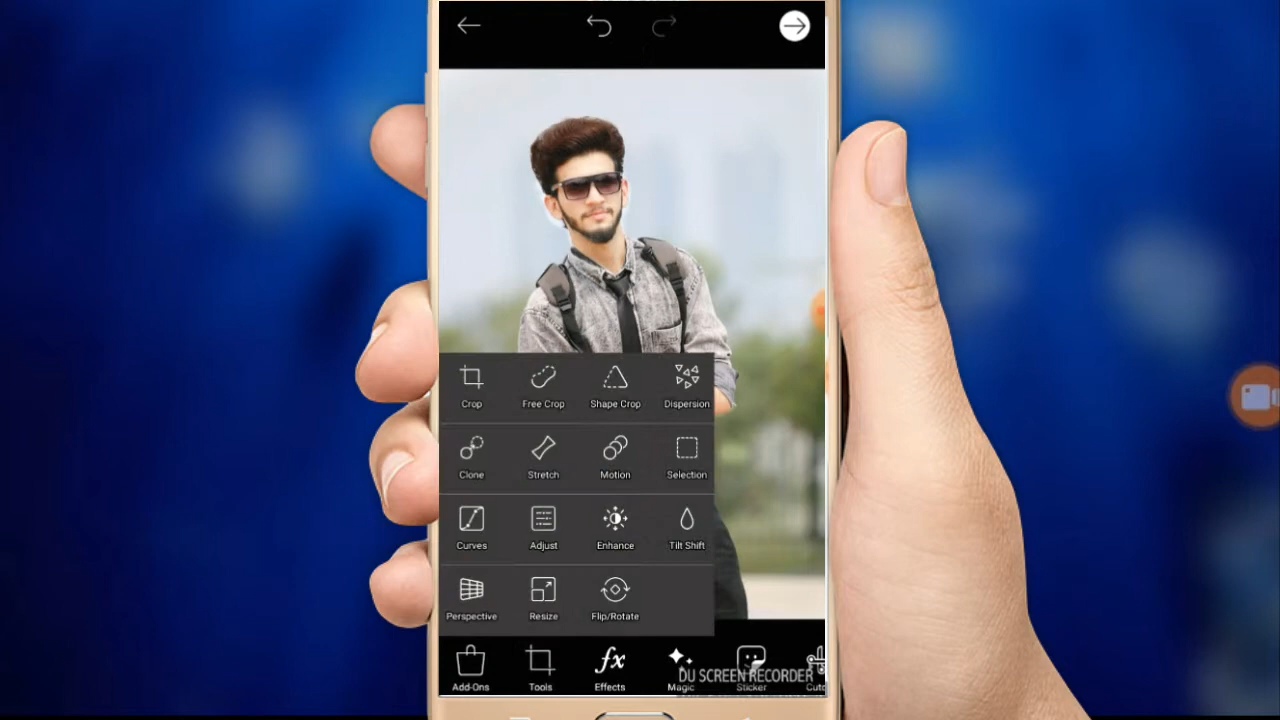 Crop Free Crop Shape Crop Dispersion
Clone Stretch Motion Selection
Curves Adjust Enhance Tilt Shift
Perspective Resize Flip/Rotate
DU SCREEN RECORDER
Add-Ons Tools fx Effects Magic Sticker